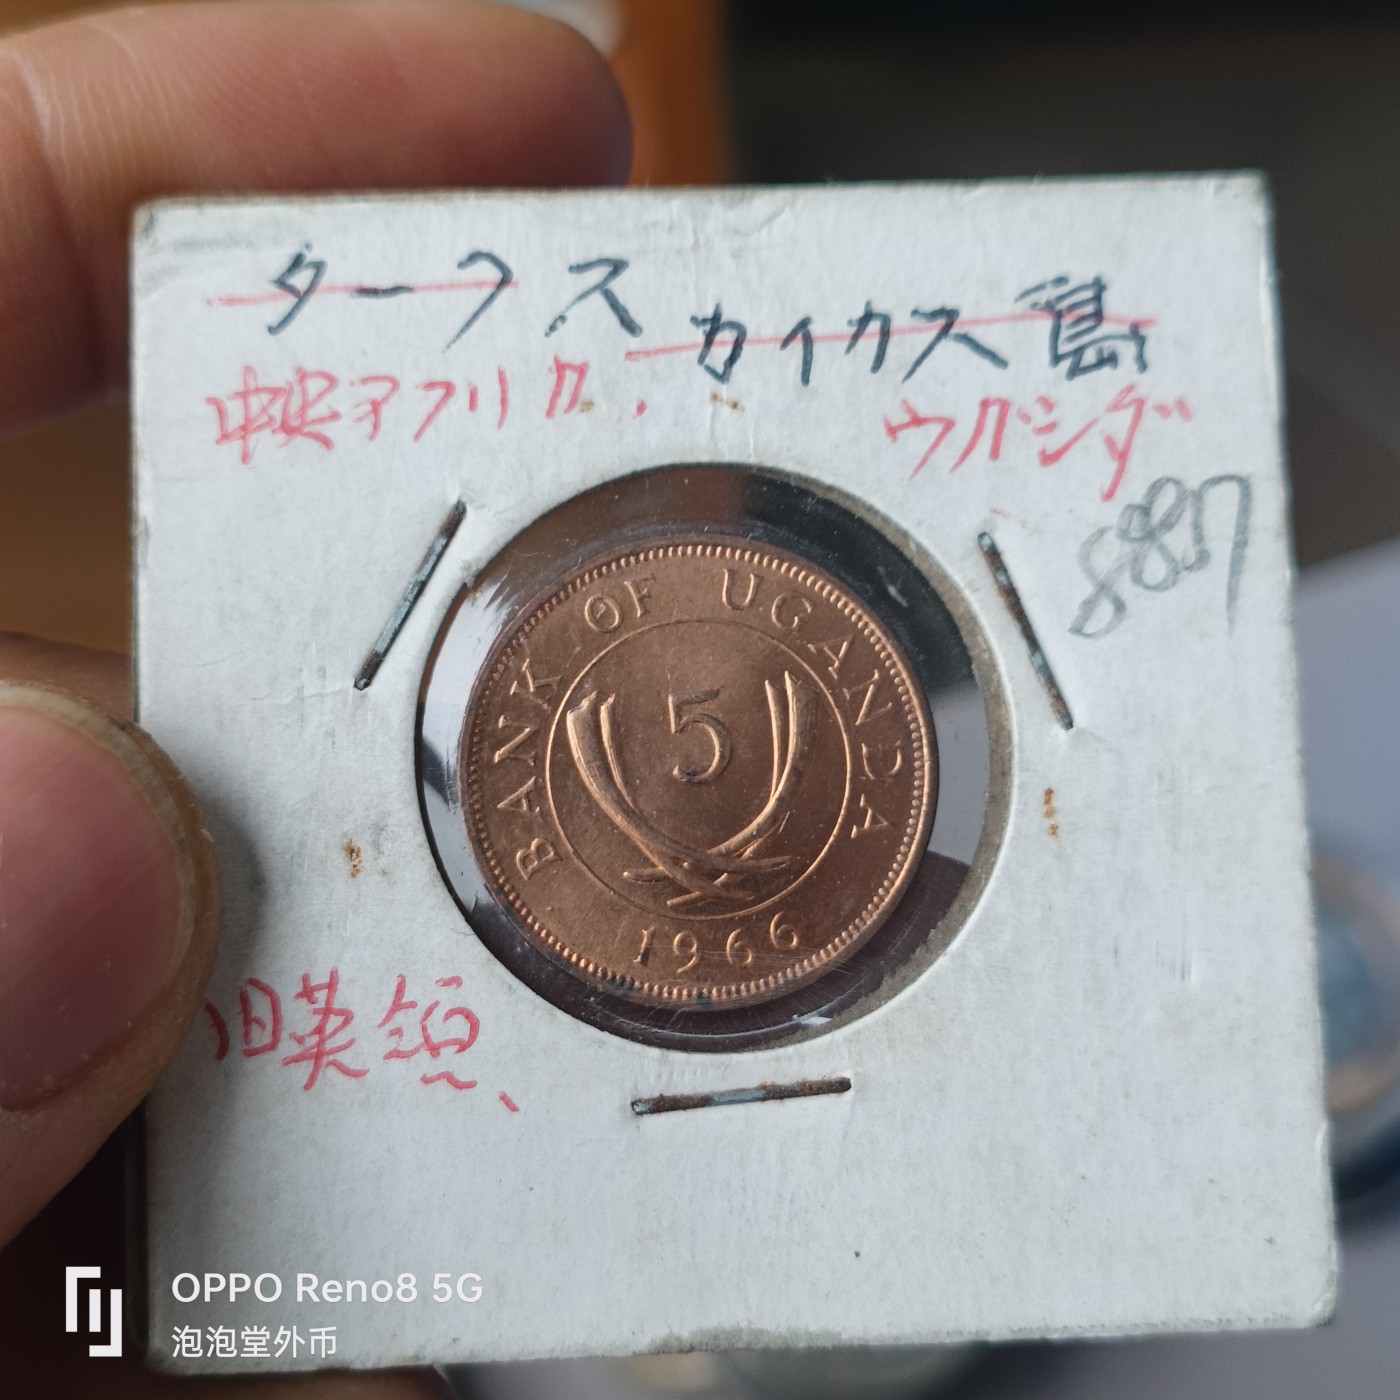 タークス
カイカス島
中央アフリカ.
ウガンダ
8817
BANK OF UGANDA
5
1966
旧英領、
OPPO Reno8 5G
泡泡堂外币